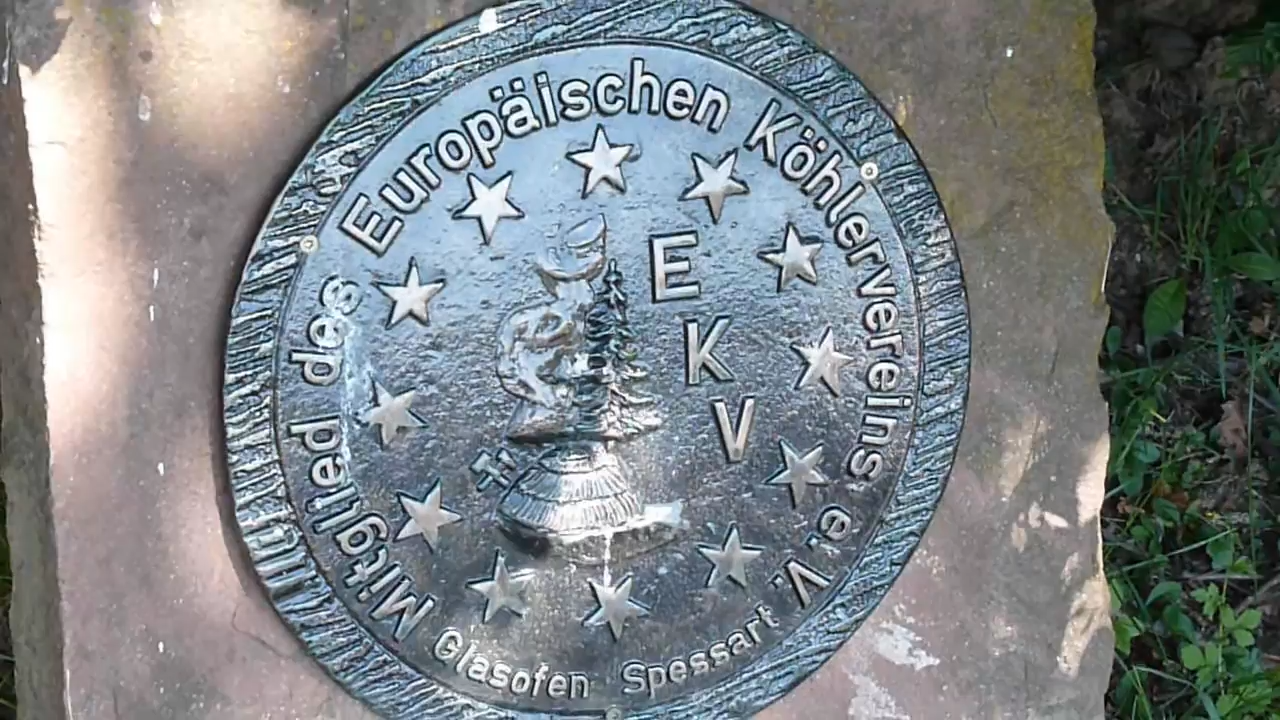 Mitglied des Europäischen Köhlervereins. e.V.
E
K
V
Glasofen Spessart